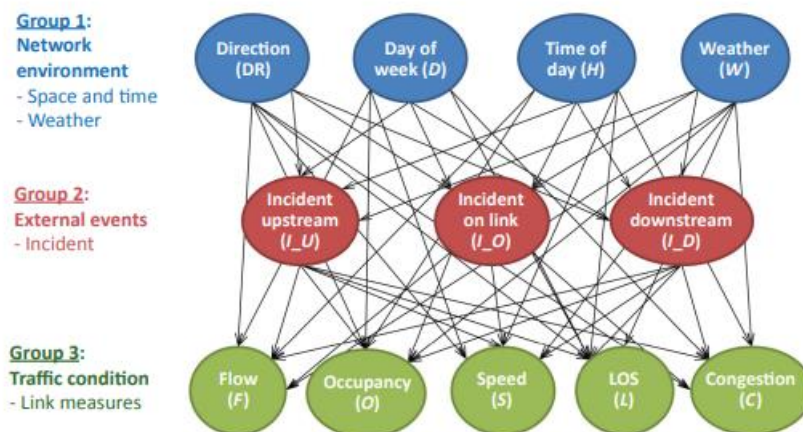 Group 1:
Network
environment
- Space and time
- Weather
Direction
(DR)
Day of
week (D)
Time of
day (H)
Weather
(W)
Group 2:
External events
- Incident
Incident
upstream
(I_U)
Incident
on link
(I_O)
Incident
downstream
(I_D)
Group 3:
Traffic condition
- Link measures
Flow
(F)
Occupancy
(O)
Speed
(S)
LOS
(L)
Congestion
(C)